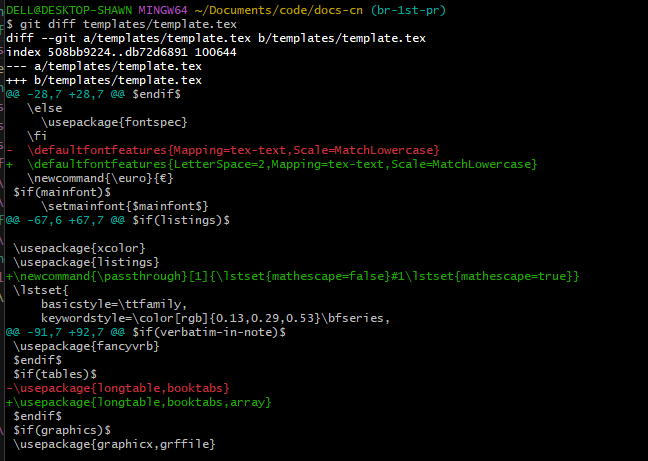 DELL@DESKTOP-SHAWN MINGW64 ~/Documents/code/docs-cn (br-1st-pr)
$ git diff templates/template.tex
diff --git a/templates/template.tex b/templates/template.tex
index 508bb9224..db72d6891 100644
--- a/templates/template.tex
+++ b/templates/template.tex
@@ -28,7 +28,7 @@ $endif$
   \else
     \usepackage{fontspec}
   \fi
-  \defaultfontfeatures{Mapping=tex-text,Scale=MatchLowercase}
+  \defaultfontfeatures{LetterSpace=2,Mapping=tex-text,Scale=MatchLowercase}
   \newcommand{\euro}{€}
 $if(mainfont)$
     \setmainfont{$mainfont$}
@@ -67,6 +67,7 @@ $if(listings)$
 \usepackage{xcolor}
 \usepackage{listings}
+\newcommand{\passthrough}[1]{\lstset{mathescape=false}#1\lstset{mathescape=true}}
 \lstset{
     basicstyle=\ttfamily,
     keywordstyle=\color[rgb]{0.13,0.29,0.53}\bfseries,
@@ -91,7 +92,7 @@ $if(verbatim-in-note)$
 \usepackage{fancyvrb}
 $endif$
 $if(tables)$
-\usepackage{longtable,booktabs}
+\usepackage{longtable,booktabs,array}
 $endif$
 $if(graphics)$
 \usepackage{graphicx,grffile}